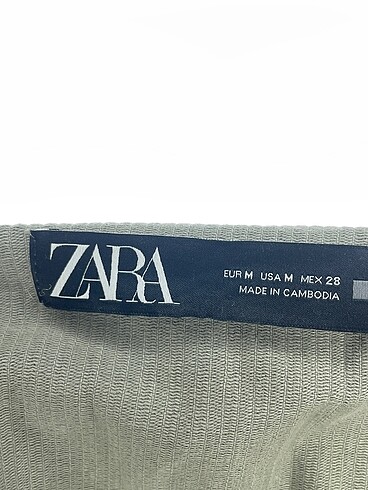 ZARA
EUR M USA M MEX 28
MADE IN CAMBODIA